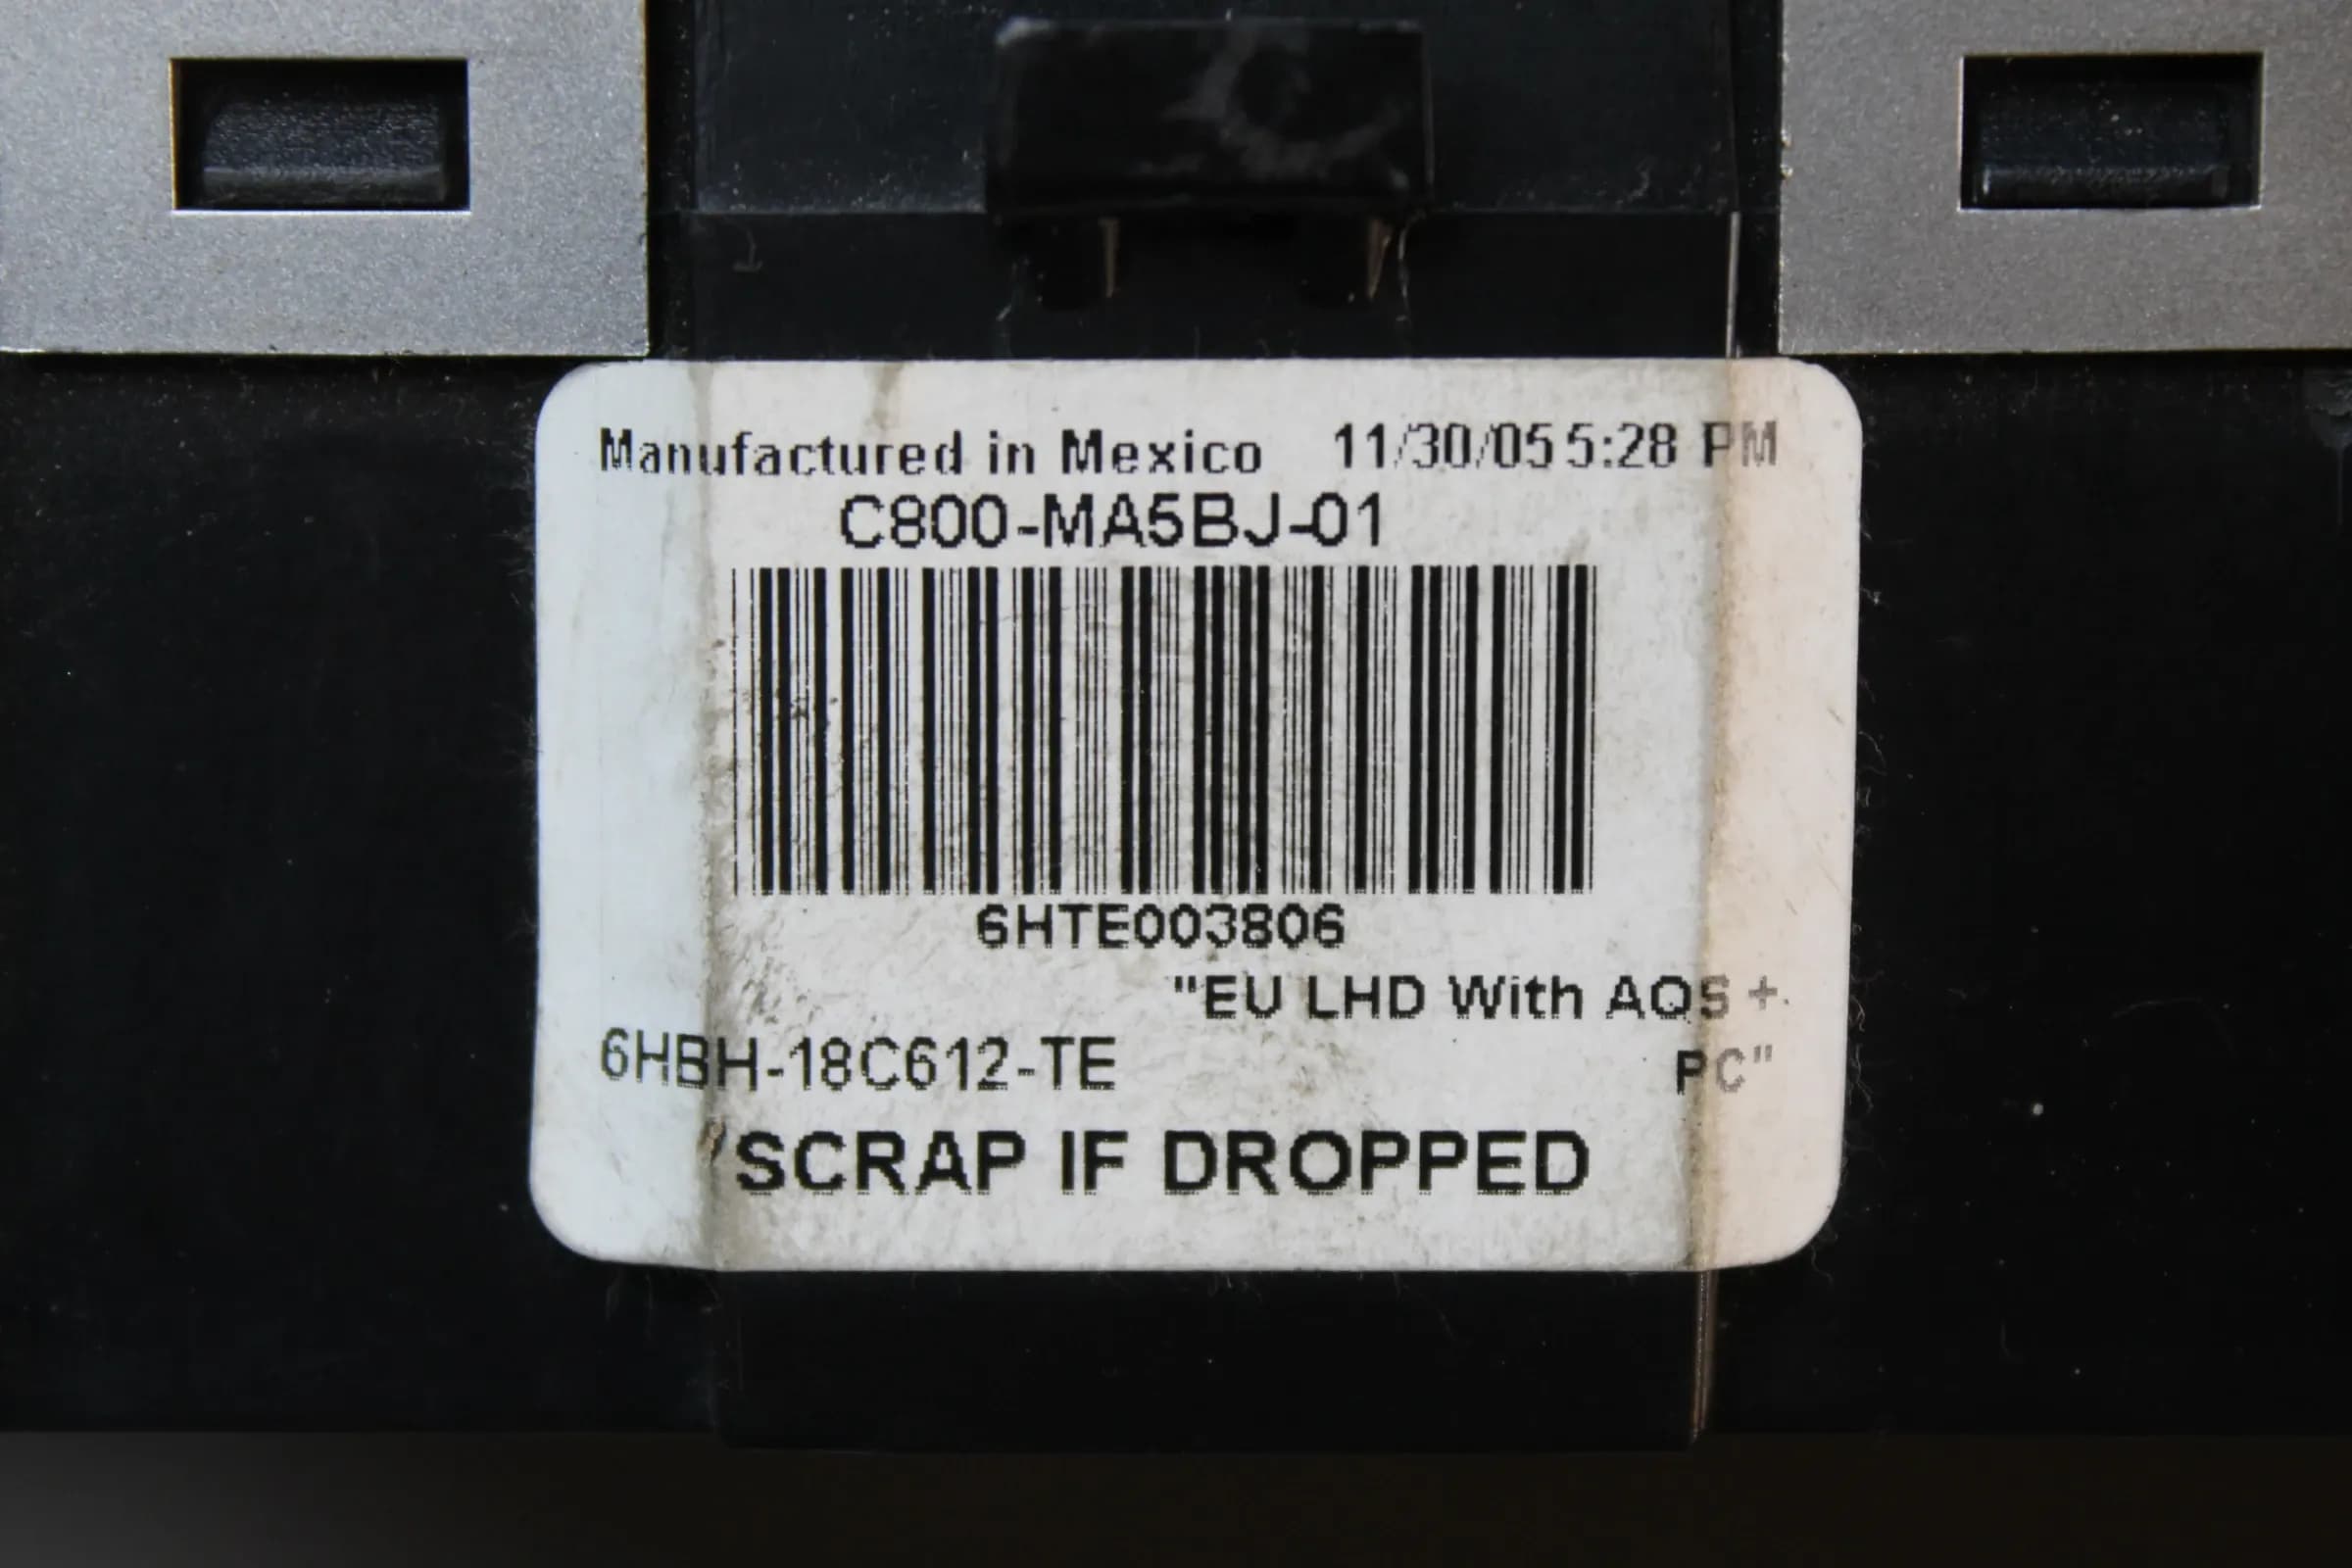 Manufactured in Mexico 11/30/05 5:28 PM
C800-MA5BJ-01
6HTE003806
"EU LHD With AQS +
6HBH-18C612-TE PC"
SCRAP IF DROPPED